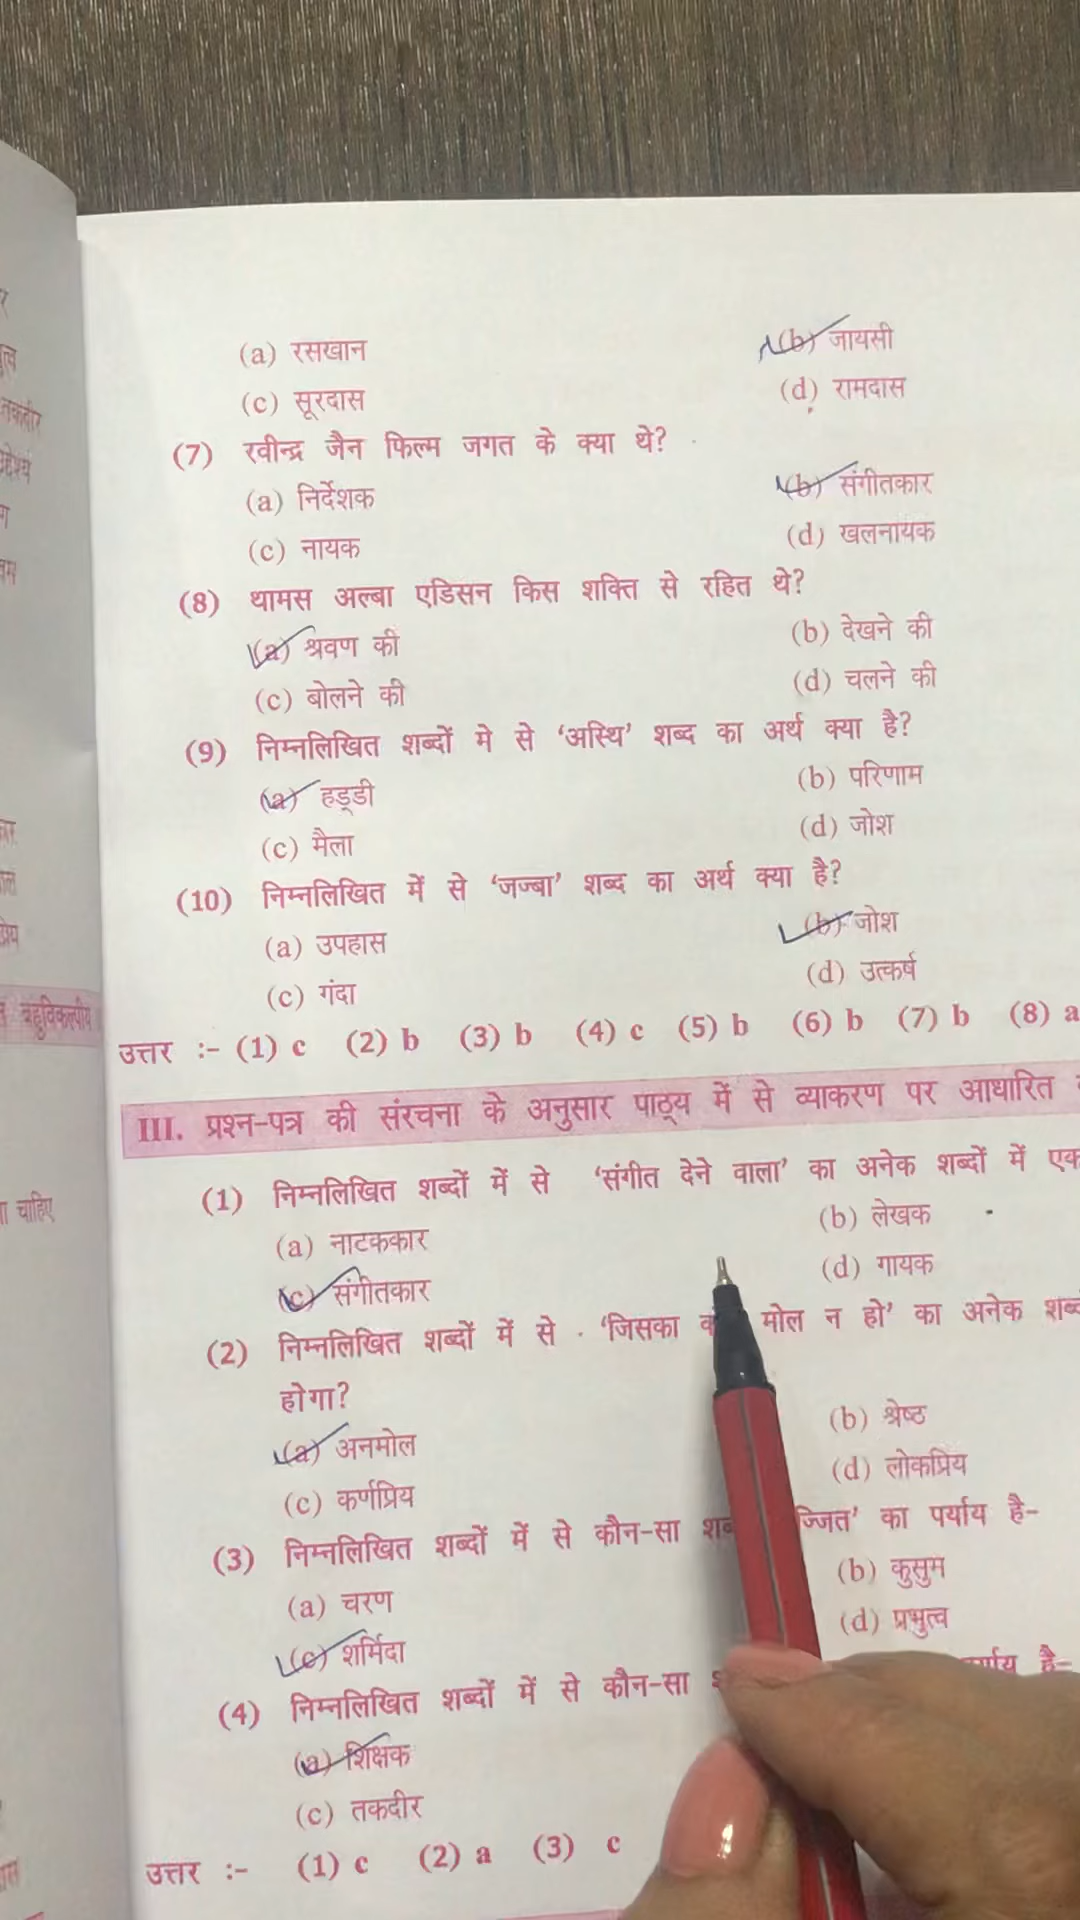 (a) रसखान (b) जायसी
(c) सूरदास (d) रामदास
(7) रवीन्द्र जैन फिल्म जगत के क्या थे?
(a) निर्देशक (b) संगीतकार
(c) नायक (d) खलनायक
(8) थामस अल्बा एडिसन किस शक्ति से रहित थे?
(a) श्रवण की (b) देखने की
(c) बोलने की (d) चलने की
(9) निम्नलिखित शब्दों मे से ‘अस्थि’ शब्द का अर्थ क्या है?
(a) हड्डी (b) परिणाम
(c) मैला (d) जोश
(10) निम्नलिखित में से ‘जज्बा’ शब्द का अर्थ क्या है?
(a) उपहास (b) जोश
(c) गंदा (d) उत्कर्ष
उत्तर :- (1) c (2) b (3) b (4) c (5) b (6) b (7) b (8) a
III. प्रश्न-पत्र की संरचना के अनुसार पाठ्य में से व्याकरण पर आधारित
(1) निम्नलिखित शब्दों में से ‘संगीत देने वाला’ का अनेक शब्दों में एक
(a) नाटककार (b) लेखक
(c) संगीतकार (d) गायक
(2) निम्नलिखित शब्दों में से ‘जिसका मोल न हो’ का अनेक
होगा?
(a) अनमोल (b) श्रेष्ठ
(c) कर्णप्रिय (d) लोकप्रिय
(3) निम्नलिखित शब्दों में से कौन-सा का पर्याय है-
(a) चरण (b) कुसुम
(c) शर्मिदा (d) प्रभुत्व
(4) निम्नलिखित शब्दों में से कौन-सा है-
(a) शिक्षक
(c) तकदीर
उत्तर :- (1) c (2) a (3) c
चाहिए